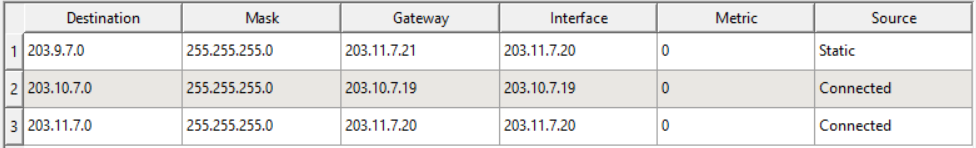 Destination Mask Gateway Interface Metric Source
1 203.9.7.0 255.255.255.0 203.11.7.21 203.11.7.20 0 Static
2 203.10.7.0 255.255.255.0 203.10.7.19 203.10.7.19 0 Connected
3 203.11.7.0 255.255.255.0 203.11.7.20 203.11.7.20 0 Connected